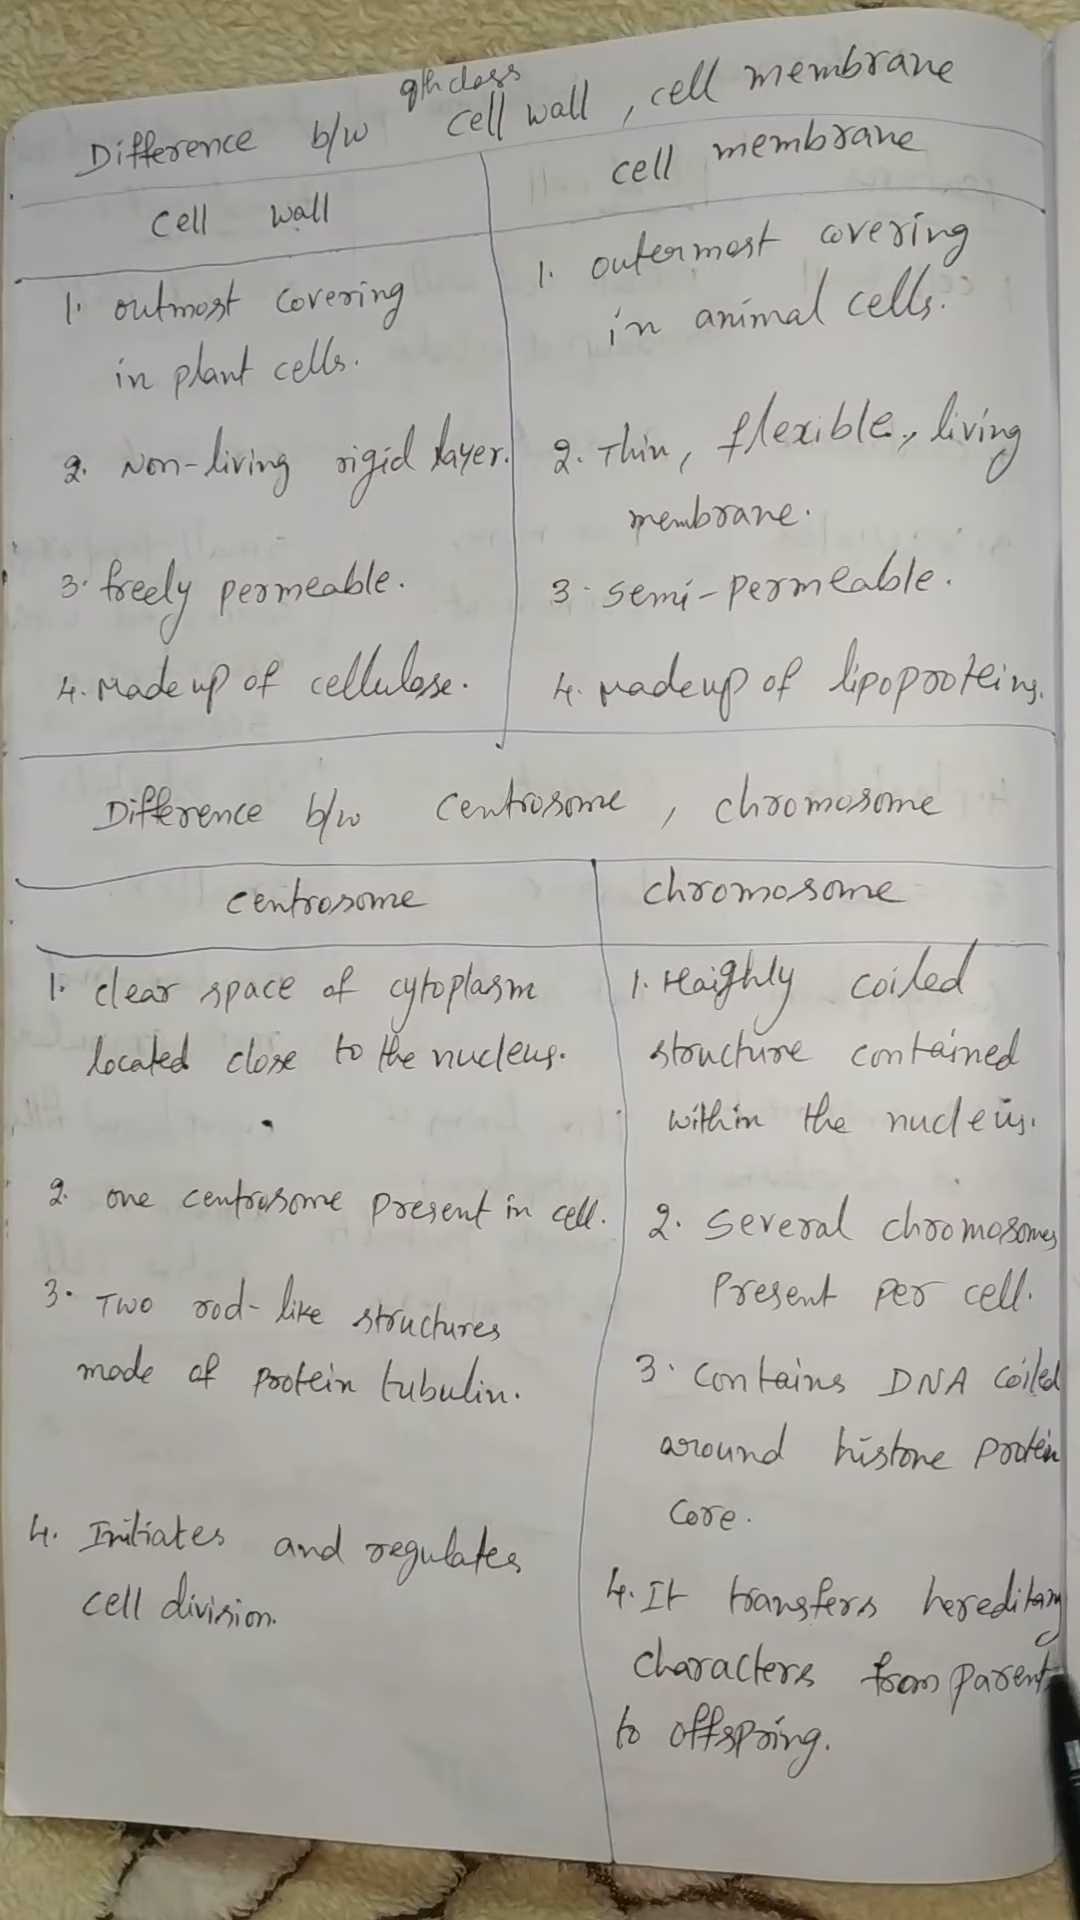 9th class
Difference b/w cell wall, cell membrane
cell wall
cell membrane
1. outmost covering
in plant cells.
2. Non-living rigid layer.
3. freely permeable.
4. Made up of cellulose.
1. outermost covering
in animal cells.
2. Thin, flexible, living
membrane.
3. semi-permeable.
4. Made up of lipoproteins.
Difference b/w centrosome, chromosome
centrosome
chromosome
1. clear space of cytoplasm
located close to the nucleus.
2. one centrosome present in cell.
3. Two rod-like structures
made of protein tubulin.
4. Initiates and regulates
cell division.
1. Haighly coiled
structure contained
within the nucleus.
2. Several chromosomes
Present per cell.
3. contains DNA coiled
around histone protein
core.
4. It transfers hereditary
characters from parents
to offspring.